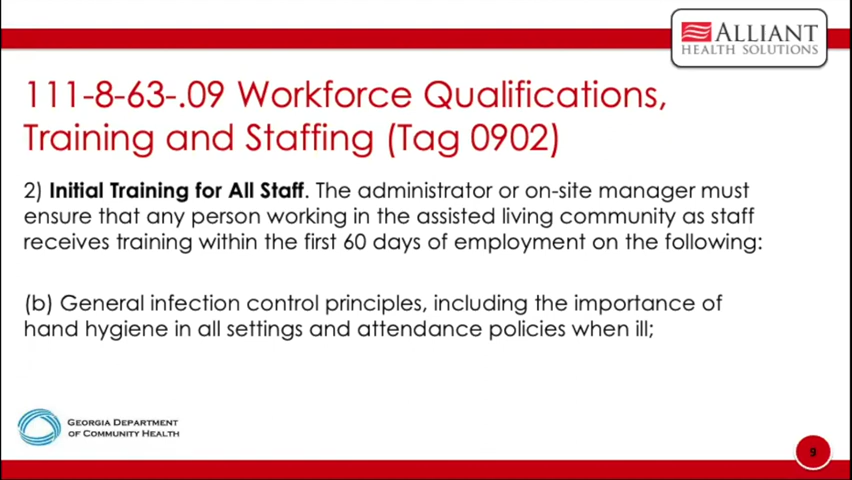 ALLIANT
HEALTH SOLUTIONS
111-8-63-.09 Workforce Qualifications,
Training and Staffing (Tag 0902)
2) Initial Training for All Staff. The administrator or on-site manager must
ensure that any person working in the assisted living community as staff
receives training within the first 60 days of employment on the following:
(b) General infection control principles, including the importance of
hand hygiene in all settings and attendance policies when ill;
GEORGIA DEPARTMENT
OF COMMUNITY HEALTH
9